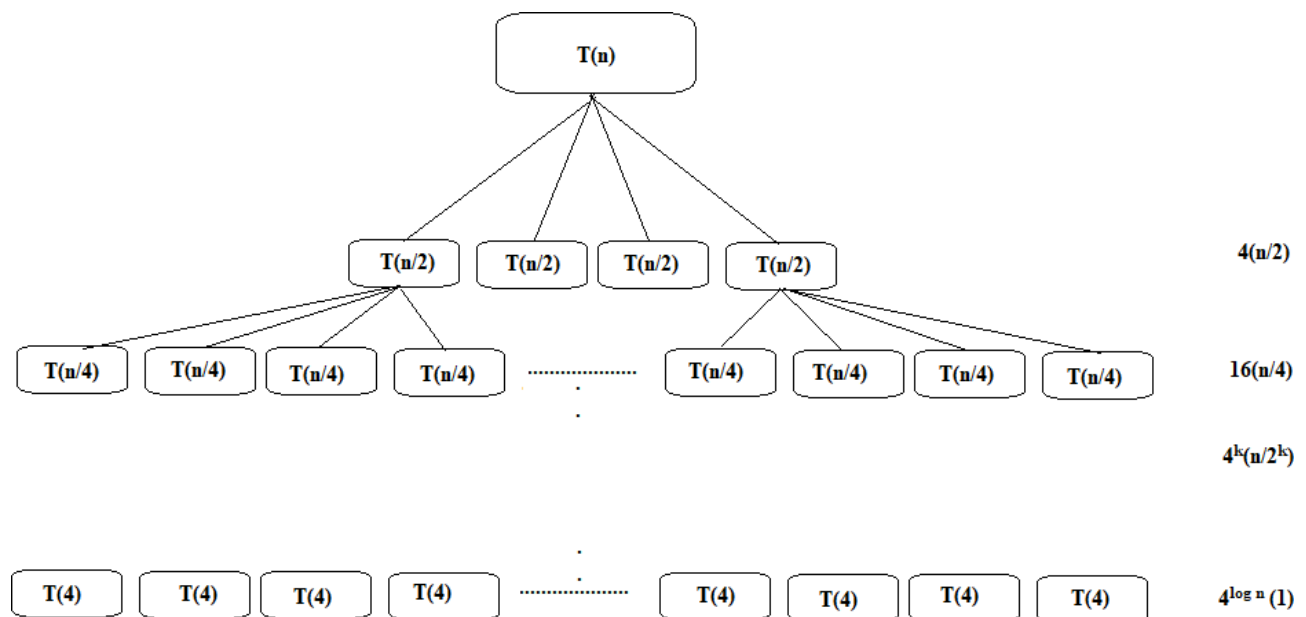 T(n)
T(n/2) T(n/2) T(n/2) T(n/2) 4(n/2)
T(n/4) T(n/4) T(n/4) T(n/4) ..................... T(n/4) T(n/4) T(n/4) T(n/4) 16(n/4)
4ᵏ(n/2ᵏ)
T(4) T(4) T(4) T(4) ..................... T(4) T(4) T(4) T(4) 4ˡᵒᵍ ⁿ (1)